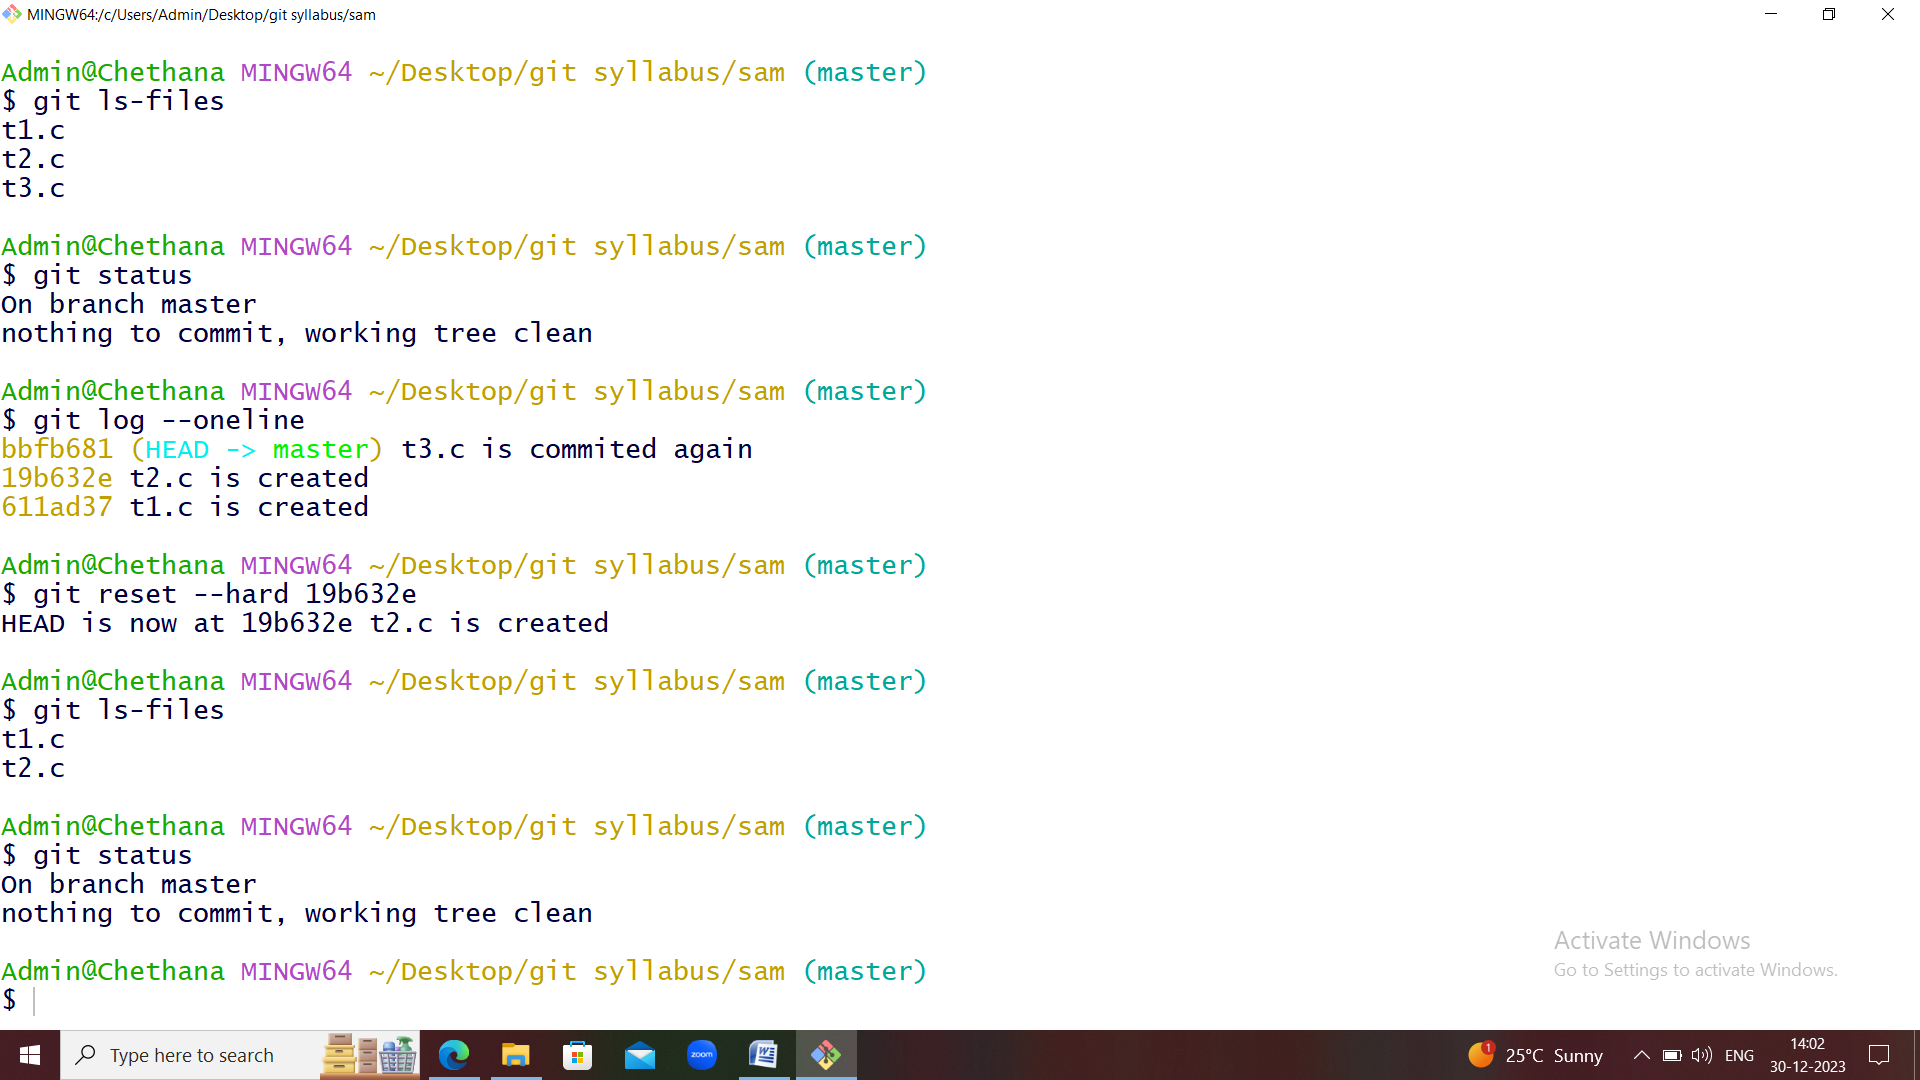 MINGW64:/c/Users/Admin/Desktop/git syllabus/sam
Admin@Chethana MINGW64 ~/Desktop/git syllabus/sam (master)
$ git ls-files
t1.c
t2.c
t3.c
Admin@Chethana MINGW64 ~/Desktop/git syllabus/sam (master)
$ git status
On branch master
nothing to commit, working tree clean
Admin@Chethana MINGW64 ~/Desktop/git syllabus/sam (master)
$ git log --oneline
bbfb681 (HEAD -> master) t3.c is commited again
19b632e t2.c is created
611ad37 t1.c is created
Admin@Chethana MINGW64 ~/Desktop/git syllabus/sam (master)
$ git reset --hard 19b632e
HEAD is now at 19b632e t2.c is created
Admin@Chethana MINGW64 ~/Desktop/git syllabus/sam (master)
$ git ls-files
t1.c
t2.c
Admin@Chethana MINGW64 ~/Desktop/git syllabus/sam (master)
$ git status
On branch master
nothing to commit, working tree clean
Admin@Chethana MINGW64 ~/Desktop/git syllabus/sam (master)
$
Activate Windows
Go to Settings to activate Windows.
Type here to search
zoom
W
1
25°C Sunny
ENG
14:02
30-12-2023